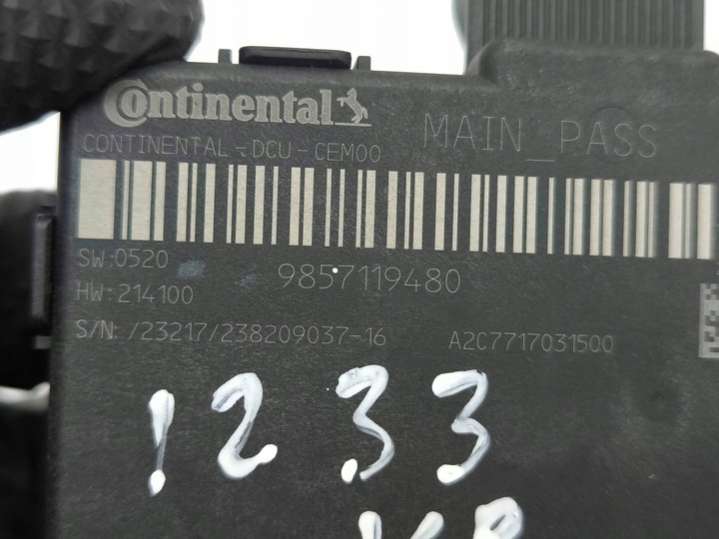 Continental
MAIN_PASS
CONTINENTAL-DCU-CEM00
SW:0520
9857119480
HW:214100
S/N:/23217/238209037-16
A2C7717031500
1233